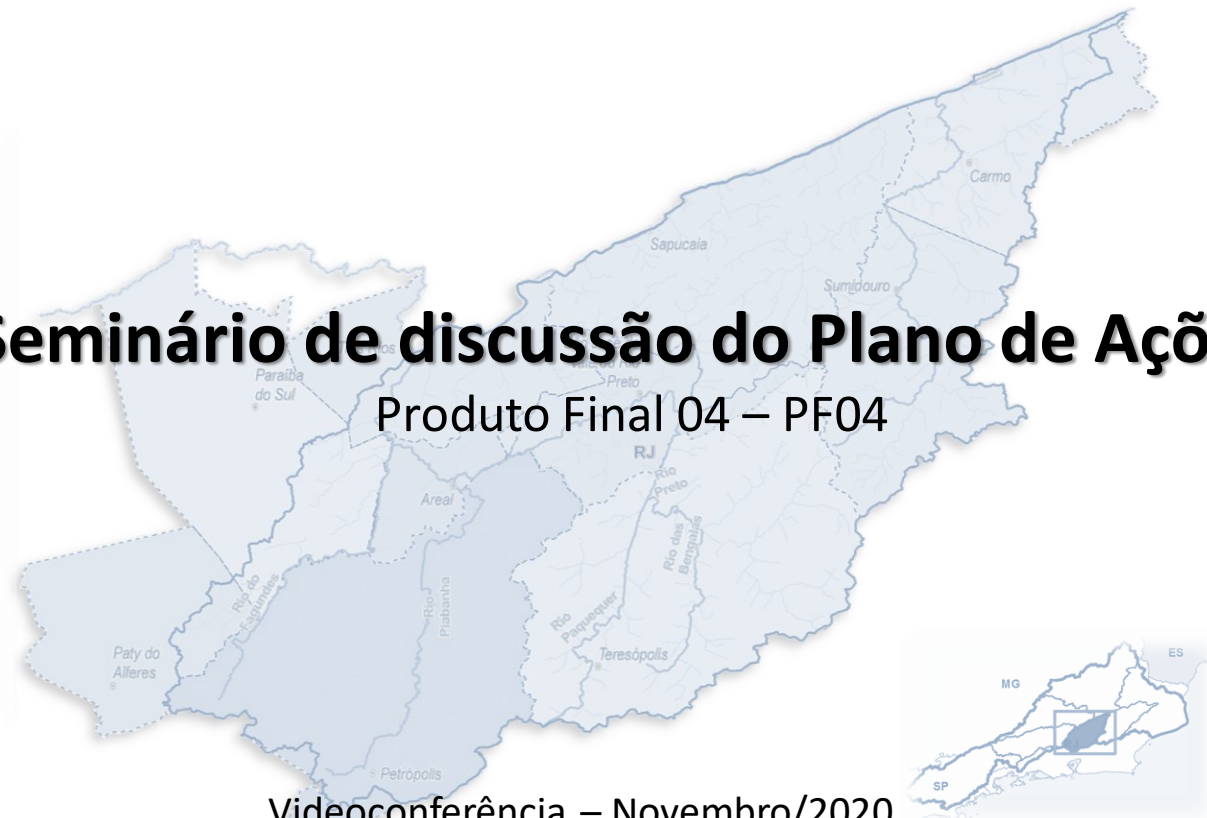 Carmo
Sapucaia
Sumidouro
Seminário de discussão do Plano de Açõ
Paraíba
do Sul
Preto
Produto Final 04 – PF04
RJ
Rio
Preto
Areal
Rio das
Bengalas
Rio do
Fagundes
Rio
Piabanha
Rio
Paquequer
Paty do
Alferes
Teresópolis
ES
MG
SP
Petrópolis
Videoconferência – Novembro/2020